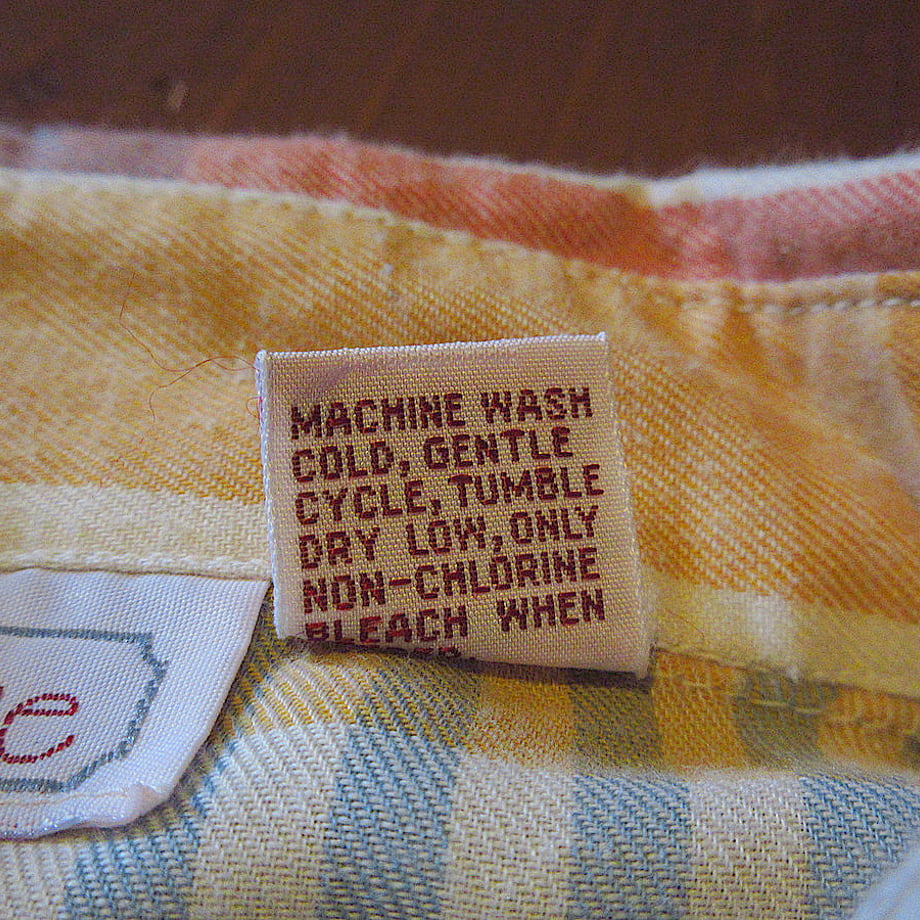 MACHINE WASH
COLD, GENTLE
CYCLE, TUMBLE
DRY LOW, ONLY
NON-CHLORINE
BLEACH WHEN
e